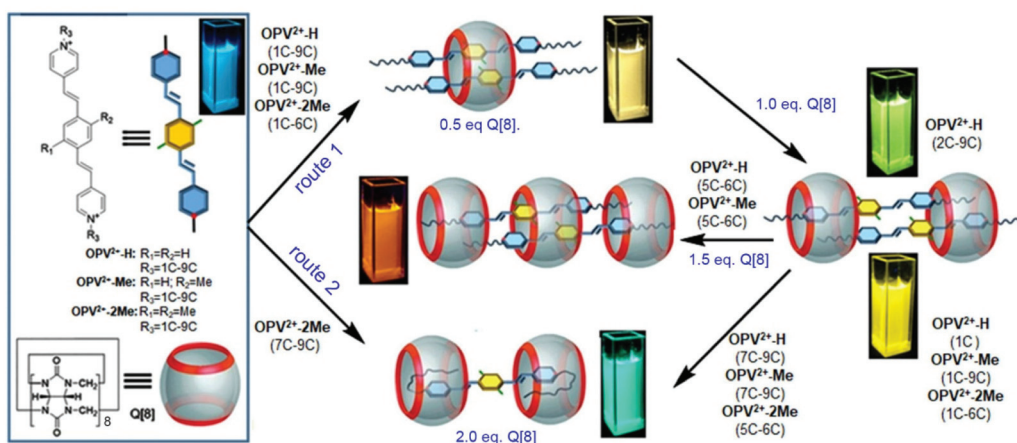 R₃
N⁺
R₂
R₁
N⁺
R₃
OPV²⁺-H: R₁=R₂=H
R₃=1C-9C
OPV²⁺-Me: R₁=H; R₂=Me
R₃=1C-9C
OPV²⁺-2Me: R₁=R₂=Me
R₃=1C-9C
O
N N-CH₂
H H
N N-CH₂
O
8
Q[8]
OPV²⁺-H
(1C-9C)
OPV²⁺-Me
(1C-9C)
OPV²⁺-2Me
(1C-6C)
route 1
0.5 eq. Q[8].
1.0 eq. Q[8]
OPV²⁺-H
(2C-9C)
OPV²⁺-H
(5C-6C)
OPV²⁺-Me
(5C-6C)
1.5 eq. Q[8]
route 2
OPV²⁺-2Me
(7C-9C)
2.0 eq. Q[8]
OPV²⁺-H
(7C-9C)
OPV²⁺-Me
(7C-9C)
OPV²⁺-2Me
(5C-6C)
OPV²⁺-H
(1C)
OPV²⁺-Me
(1C-9C)
OPV²⁺-2Me
(1C-6C)